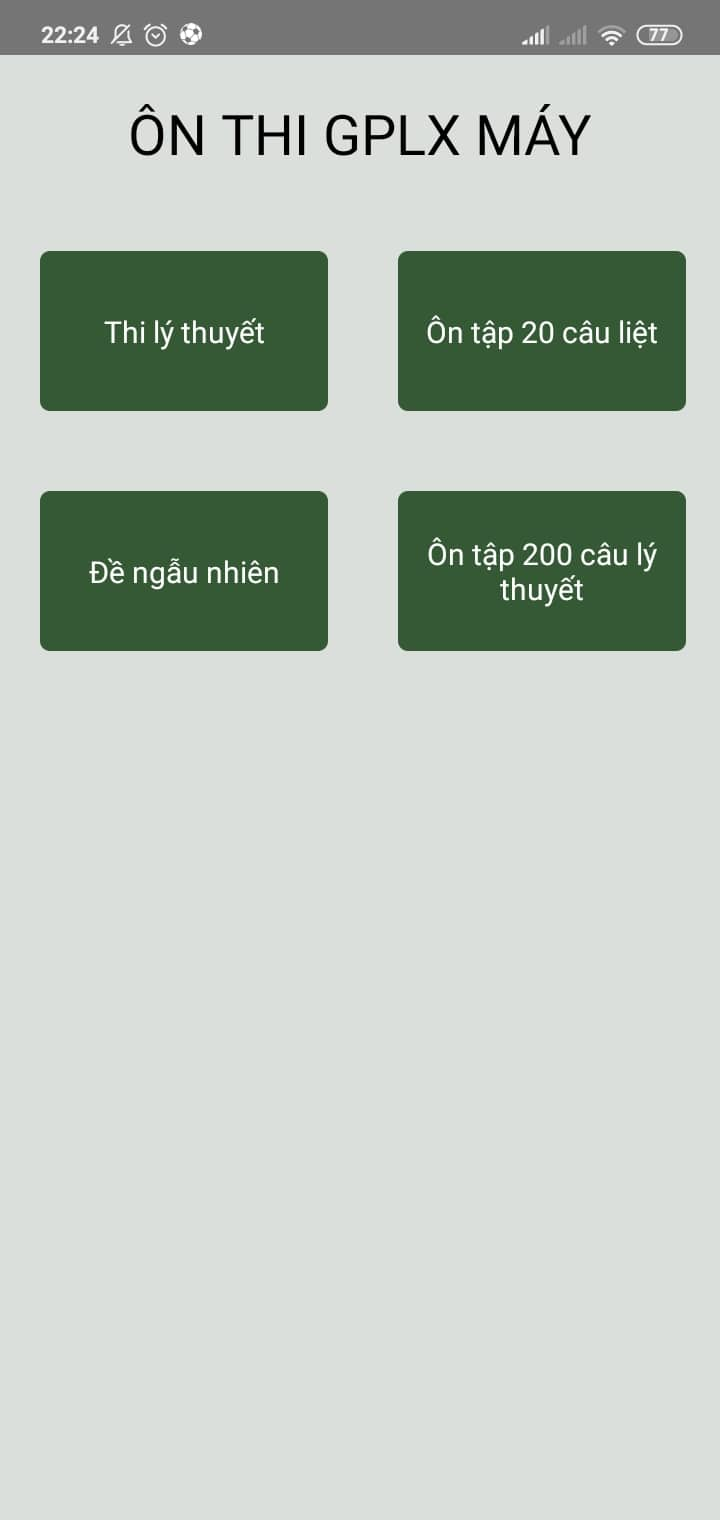 22:24
77
ÔN THI GPLX MÁY
Thi lý thuyết
Ôn tập 20 câu liệt
Đề ngẫu nhiên
Ôn tập 200 câu lý
thuyết